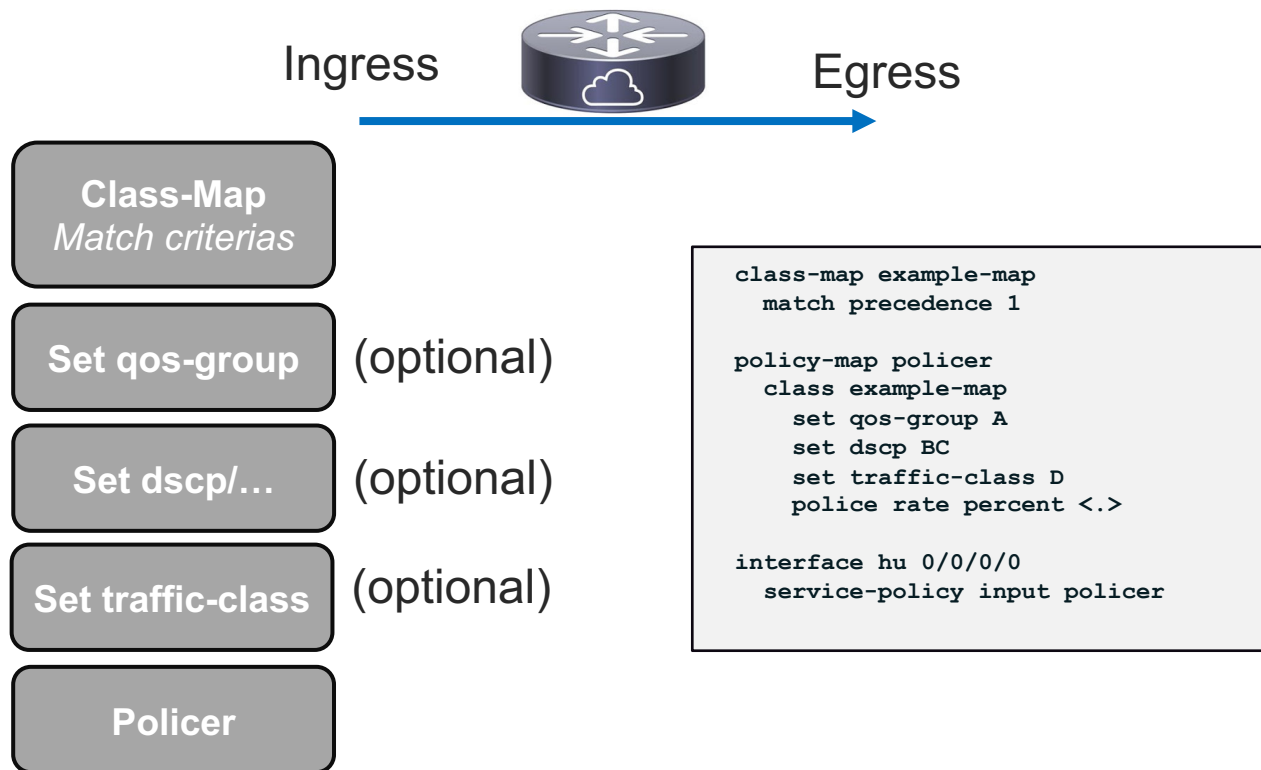 Ingress
Egress
Class-Map
Match criterias
Set qos-group
(optional)
Set dscp/…
(optional)
Set traffic-class
(optional)
Policer
class-map example-map
match precedence 1
policy-map policer
class example-map
set qos-group A
set dscp BC
set traffic-class D
police rate percent <.>
interface hu 0/0/0/0
service-policy input policer